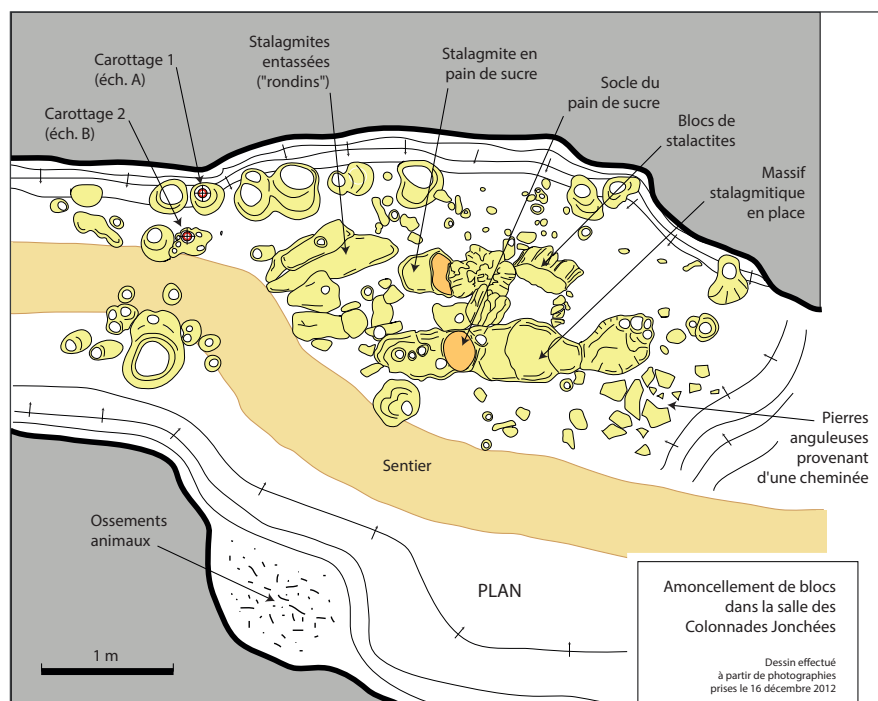 Carottage 1
(éch. A)
Carottage 2
(éch. B)
Stalagmites
entassées
("rondins")
Stalagmite en
pain de sucre
Socle du
pain de sucre
Blocs de
stalactites
Massif
stalagmitique
en place
Pierres
anguleuses
provenant
d'une cheminée
Sentier
Ossements
animaux
PLAN
1 m
Amoncellement de blocs
dans la salle des
Colonnades Jonchées
Dessin effectué
à partir de photographies
prises le 16 décembre 2012